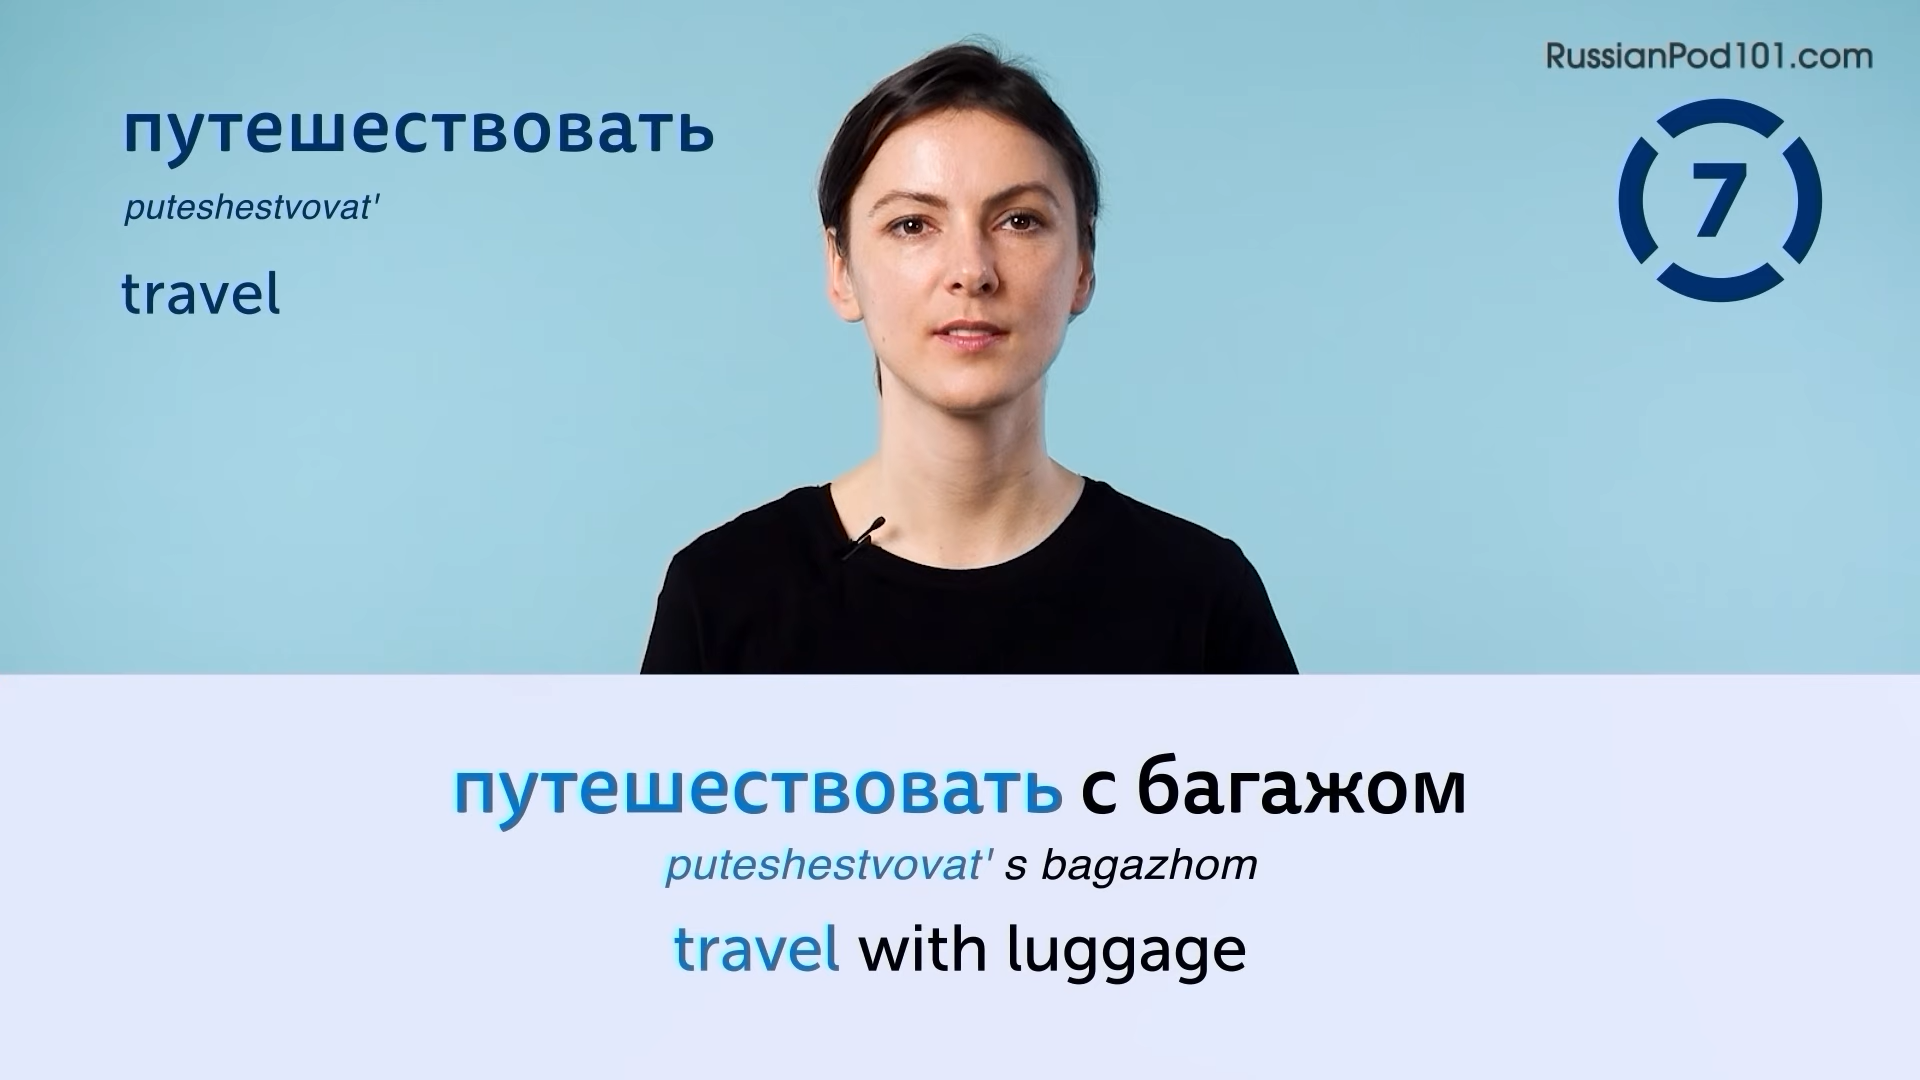 RussianPod101.com
путешествовать
puteshestvovat'
travel
7
путешествовать с багажом
puteshestvovat' s bagazhom
travel with luggage